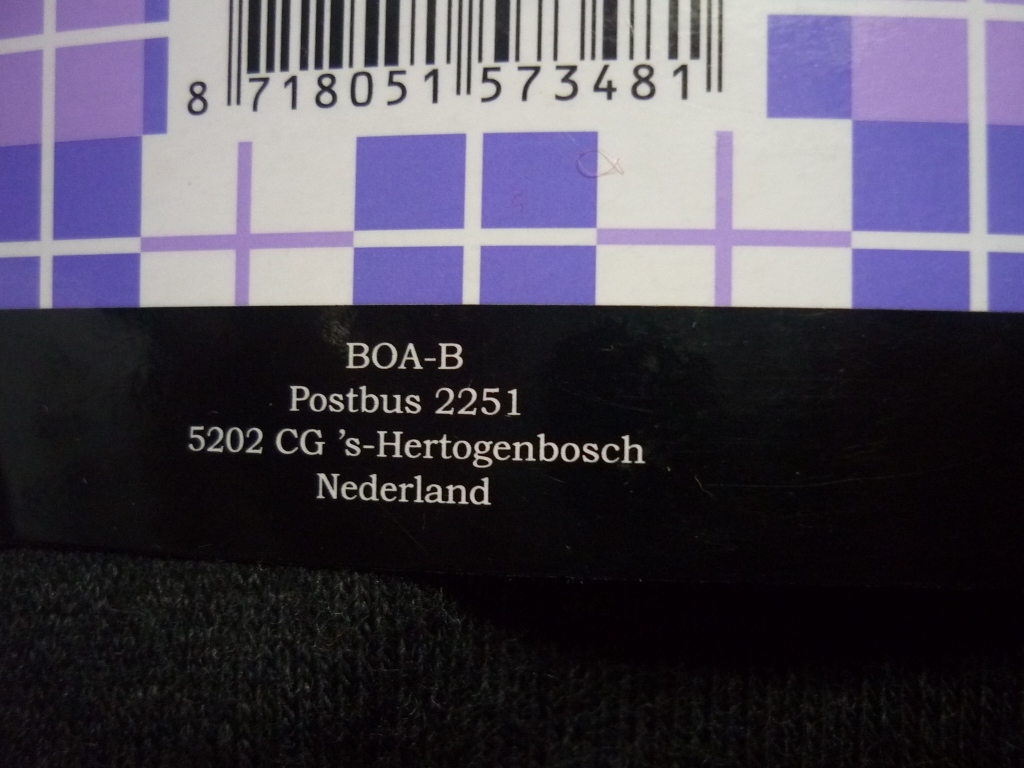 8 718051 573481
BOA-B
Postbus 2251
5202 CG 's-Hertogenbosch
Nederland